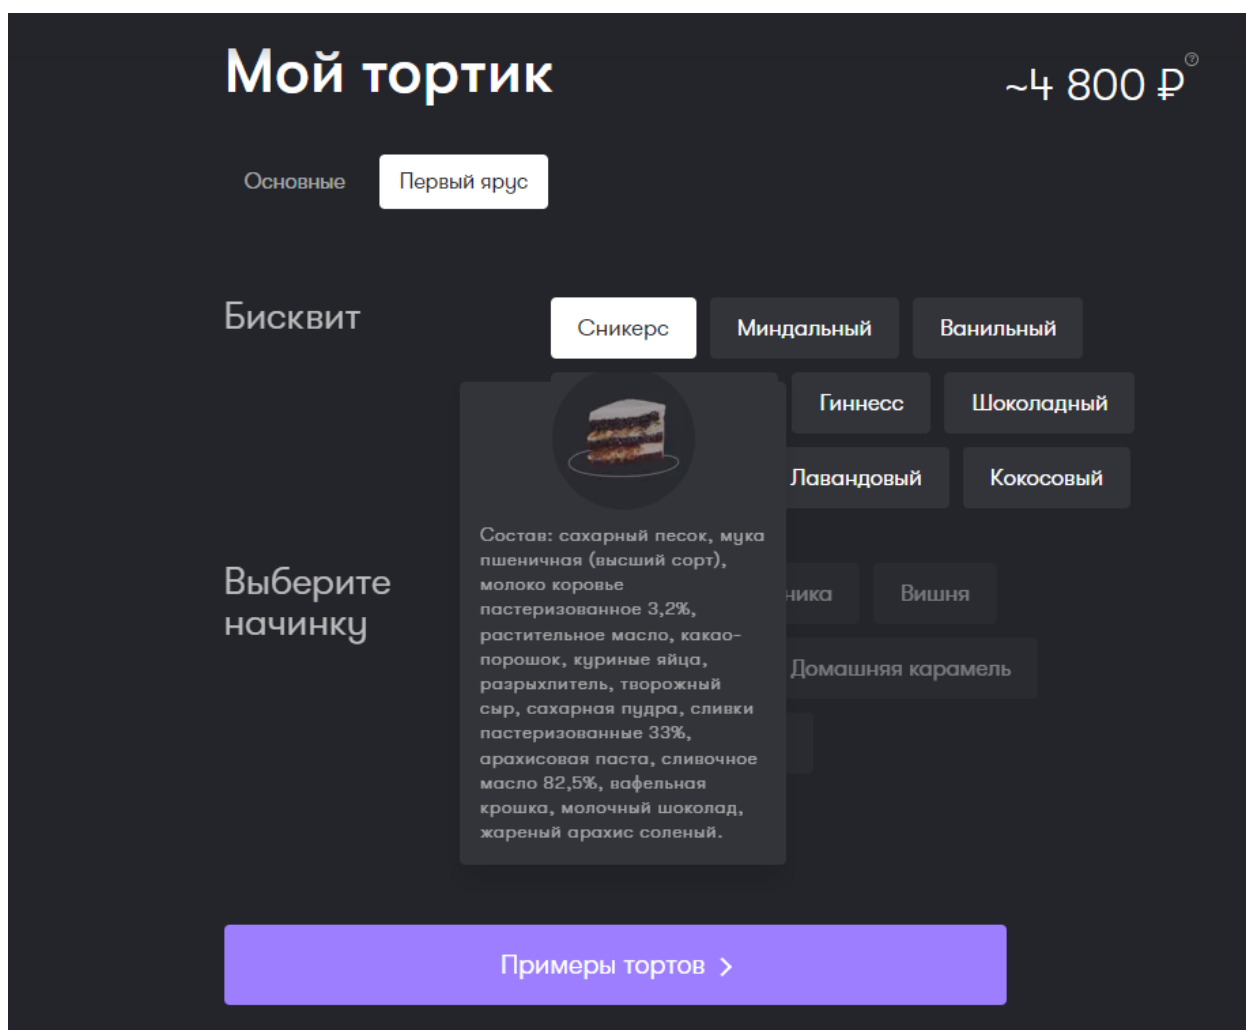 Мой тортик
~4 800 ₽
?
Основные
Первый ярус
Бисквит
Сникерс
Миндальный
Ванильный
Гиннесс
Шоколадный
Лавандовый
Кокосовый
Состав: сахарный песок, мука
пшеничная (высший сорт),
молоко коровье
пастеризованное 3,2%,
растительное масло, какао-
порошок, куриные яйца,
разрыхлитель, творожный
сыр, сахарная пудра, сливки
пастеризованные 33%,
арахисовая паста, сливочное
масло 82,5%, вафельная
крошка, молочный шоколад,
жареный арахис соленый.
Выберите
начинку
Вишня
Домашняя карамель
Примеры тортов